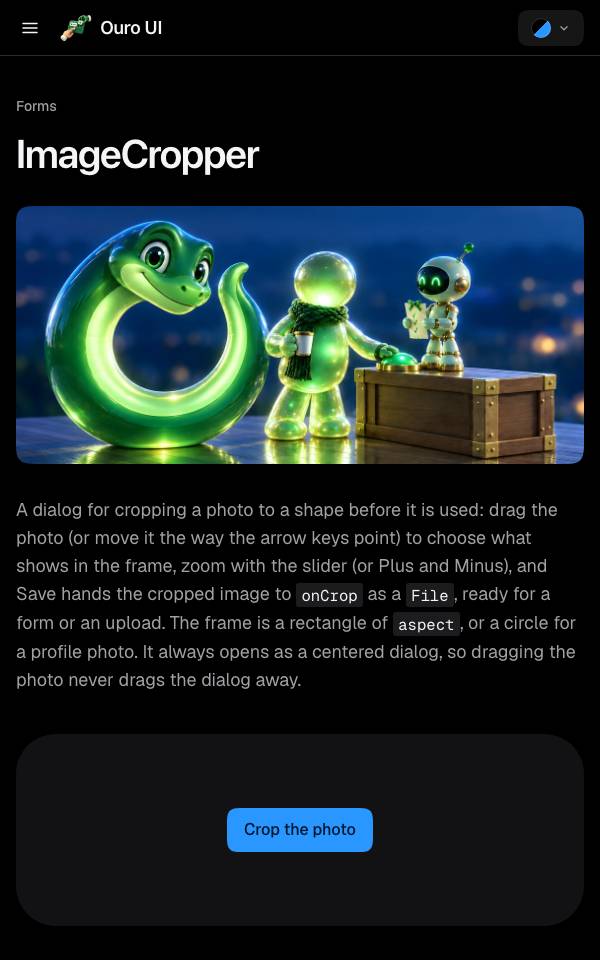 Ouro UI
Forms
ImageCropper
A dialog for cropping a photo to a shape before it is used: drag the
photo (or move it the way the arrow keys point) to choose what
shows in the frame, zoom with the slider (or Plus and Minus), and
Save hands the cropped image to onCrop as a File, ready for a
form or an upload. The frame is a rectangle of aspect, or a circle for
a profile photo. It always opens as a centered dialog, so dragging the
photo never drags the dialog away.
Crop the photo